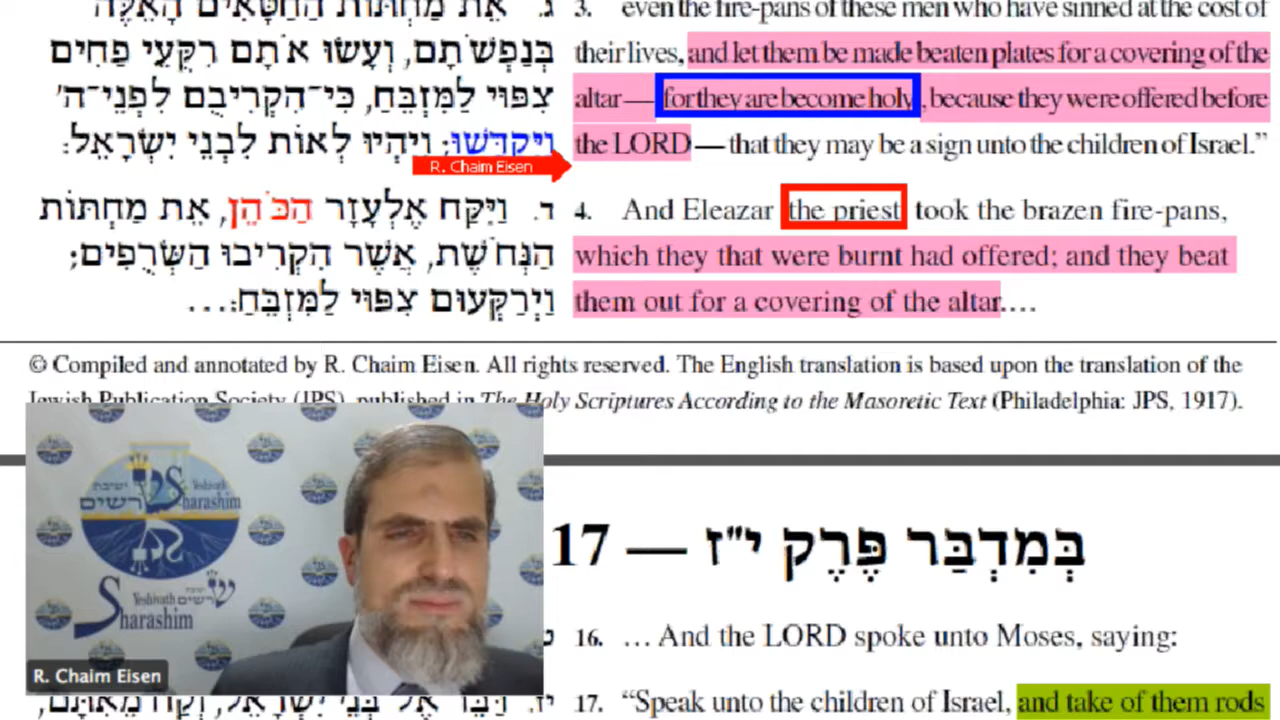 ג. אֵת מַחְתּוֹת הַחַטָּאִים הָאֵלֶּה
בְּנַפְשֹׁתָם, וְעָשׂוּ אֹתָם רִקֻּעֵי פַחִים
צִפּוּי לַמִּזְבֵּחַ, כִּי־הִקְרִיבֻם לִפְנֵי־ה'
וַיִּקְדָּשׁוּ; וְיִהְיוּ לְאוֹת לִבְנֵי יִשְׂרָאֵל:
R. Chaim Eisen
ד. וַיִּקַּח אֶלְעָזָר הַכֹּהֵן, אֵת מַחְתּוֹת
הַנְּחֹשֶׁת, אֲשֶׁר הִקְרִיבוּ הַשְּׂרֻפִים;
וַיְרַקְּעוּם צִפּוּי לַמִּזְבֵּחַ:...
3. even the fire-pans of these men who have sinned at the cost of
their lives, and let them be made beaten plates for a covering of the
altar—for they are become holy, because they were offered before
the LORD—that they may be a sign unto the children of Israel.”
4. And Eleazar the priest took the brazen fire-pans,
which they that were burnt had offered; and they beat
them out for a covering of the altar....
© Compiled and annotated by R. Chaim Eisen. All rights reserved. The English translation is based upon the translation of the
Jewish Publication Society (JPS), published in The Holy Scriptures According to the Masoretic Text (Philadelphia: JPS, 1917).
בְּמִדְבַּר פֶּרֶק י"ז — 17
16. …And the LORD spoke unto Moses, saying:
יז. דַּבֵּר אֶל בְּנֵי יִשְׂרָאֵל, וְקַח מֵאִתָּם,
17. “Speak unto the children of Israel, and take of them rods
ישיבת שרשים
Yeshivath Sharashim
Yeshivath ישיבת שרשים
Sharashim
R. Chaim Eisen